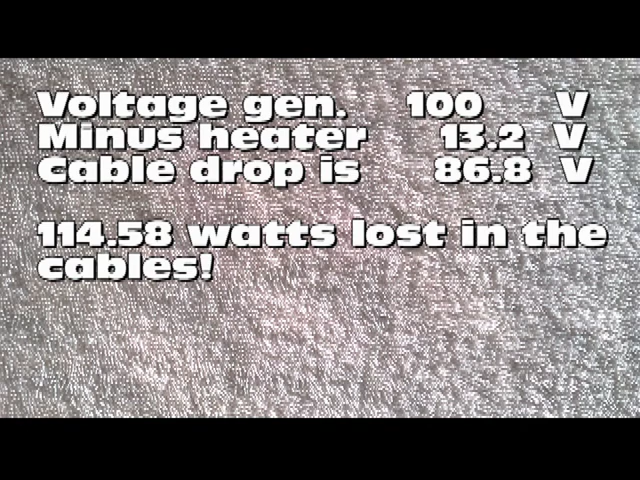 Voltage gen. 100 V
Minus heater 13.2 V
Cable drop is 86.8 V
114.58 watts lost in the
cables!